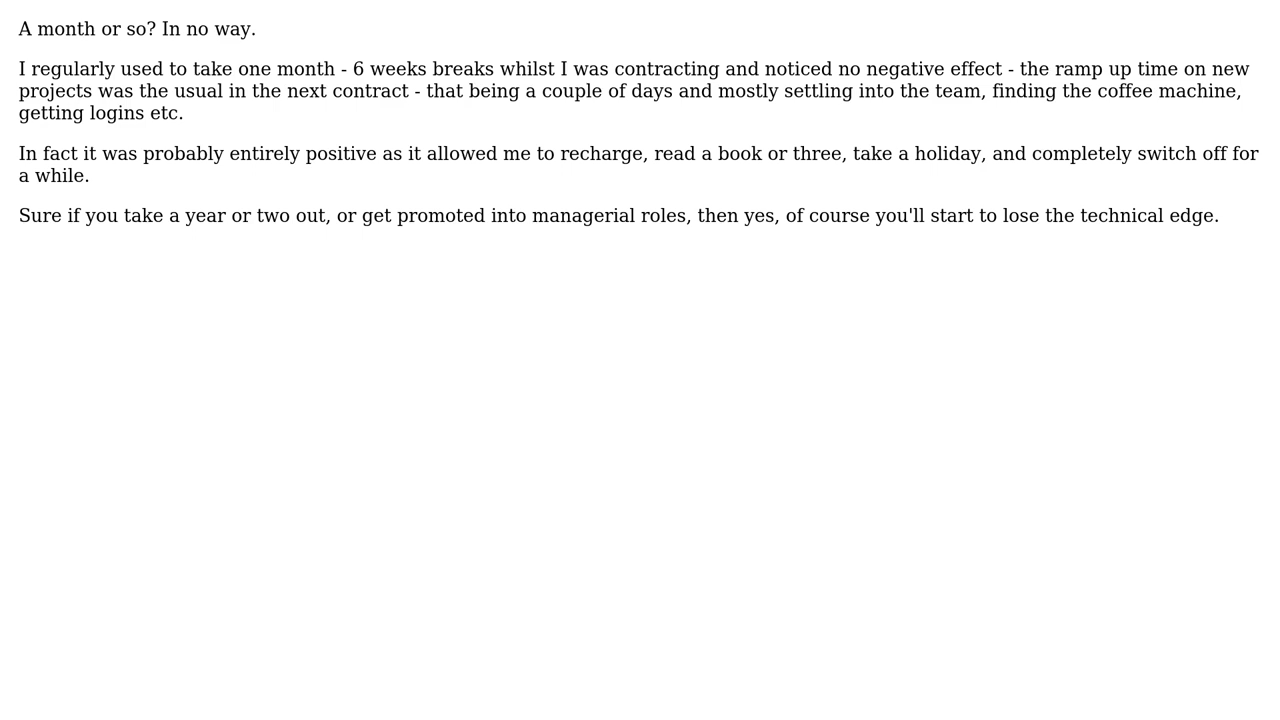 A month or so? In no way.
I regularly used to take one month - 6 weeks breaks whilst I was contracting and noticed no negative effect - the ramp up time on new
projects was the usual in the next contract - that being a couple of days and mostly settling into the team, finding the coffee machine,
getting logins etc.
In fact it was probably entirely positive as it allowed me to recharge, read a book or three, take a holiday, and completely switch off for
a while.
Sure if you take a year or two out, or get promoted into managerial roles, then yes, of course you'll start to lose the technical edge.